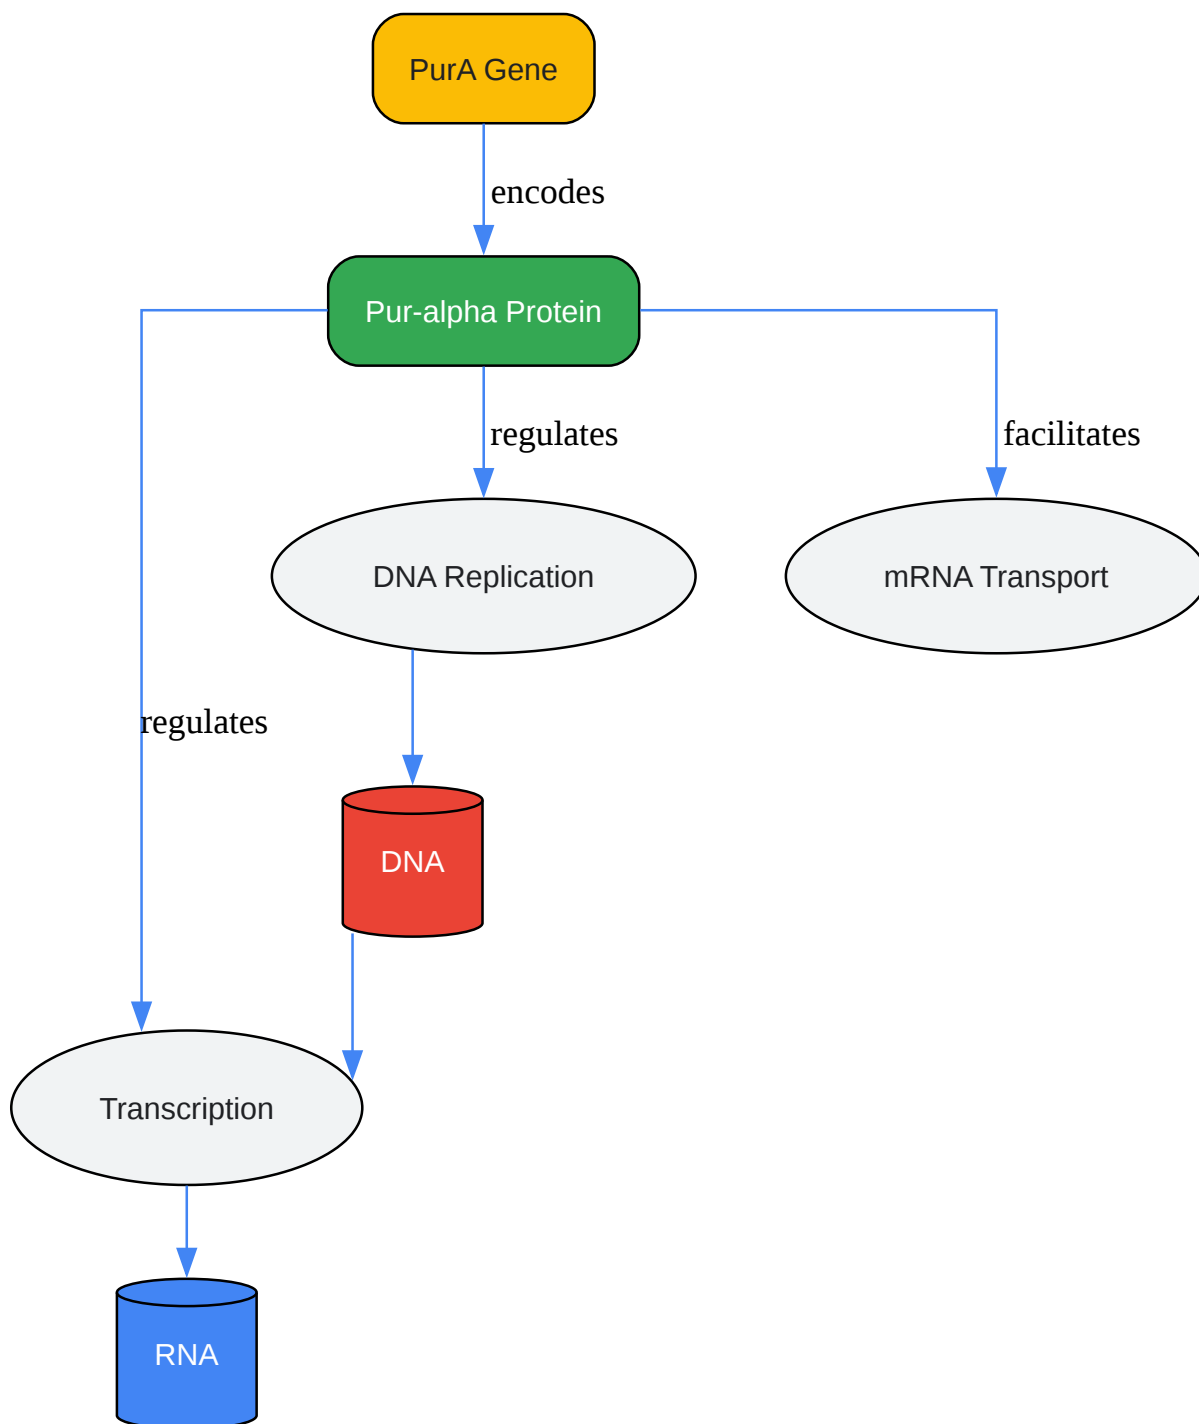 PurA Gene
encodes
Pur-alpha Protein
regulates
facilitates
DNA Replication
mRNA Transport
regulates
DNA
Transcription
RNA